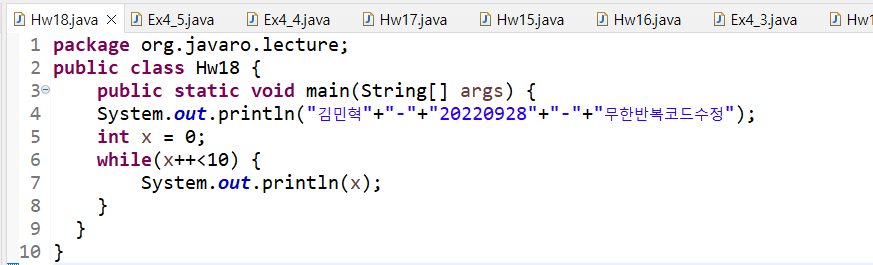 Hw18.java Ex4_5.java Ex4_4.java Hw17.java Hw15.java Hw16.java Ex4_3.java Hw1
1 package org.javaro.lecture;
2 public class Hw18 {
3 public static void main(String[] args) {
4 System.out.println("김민혁"+"-"+"20220928"+"-"+"무한반복코드수정");
5 int x = 0;
6 while(x++<10) {
7 System.out.println(x);
8 }
9 }
10 }